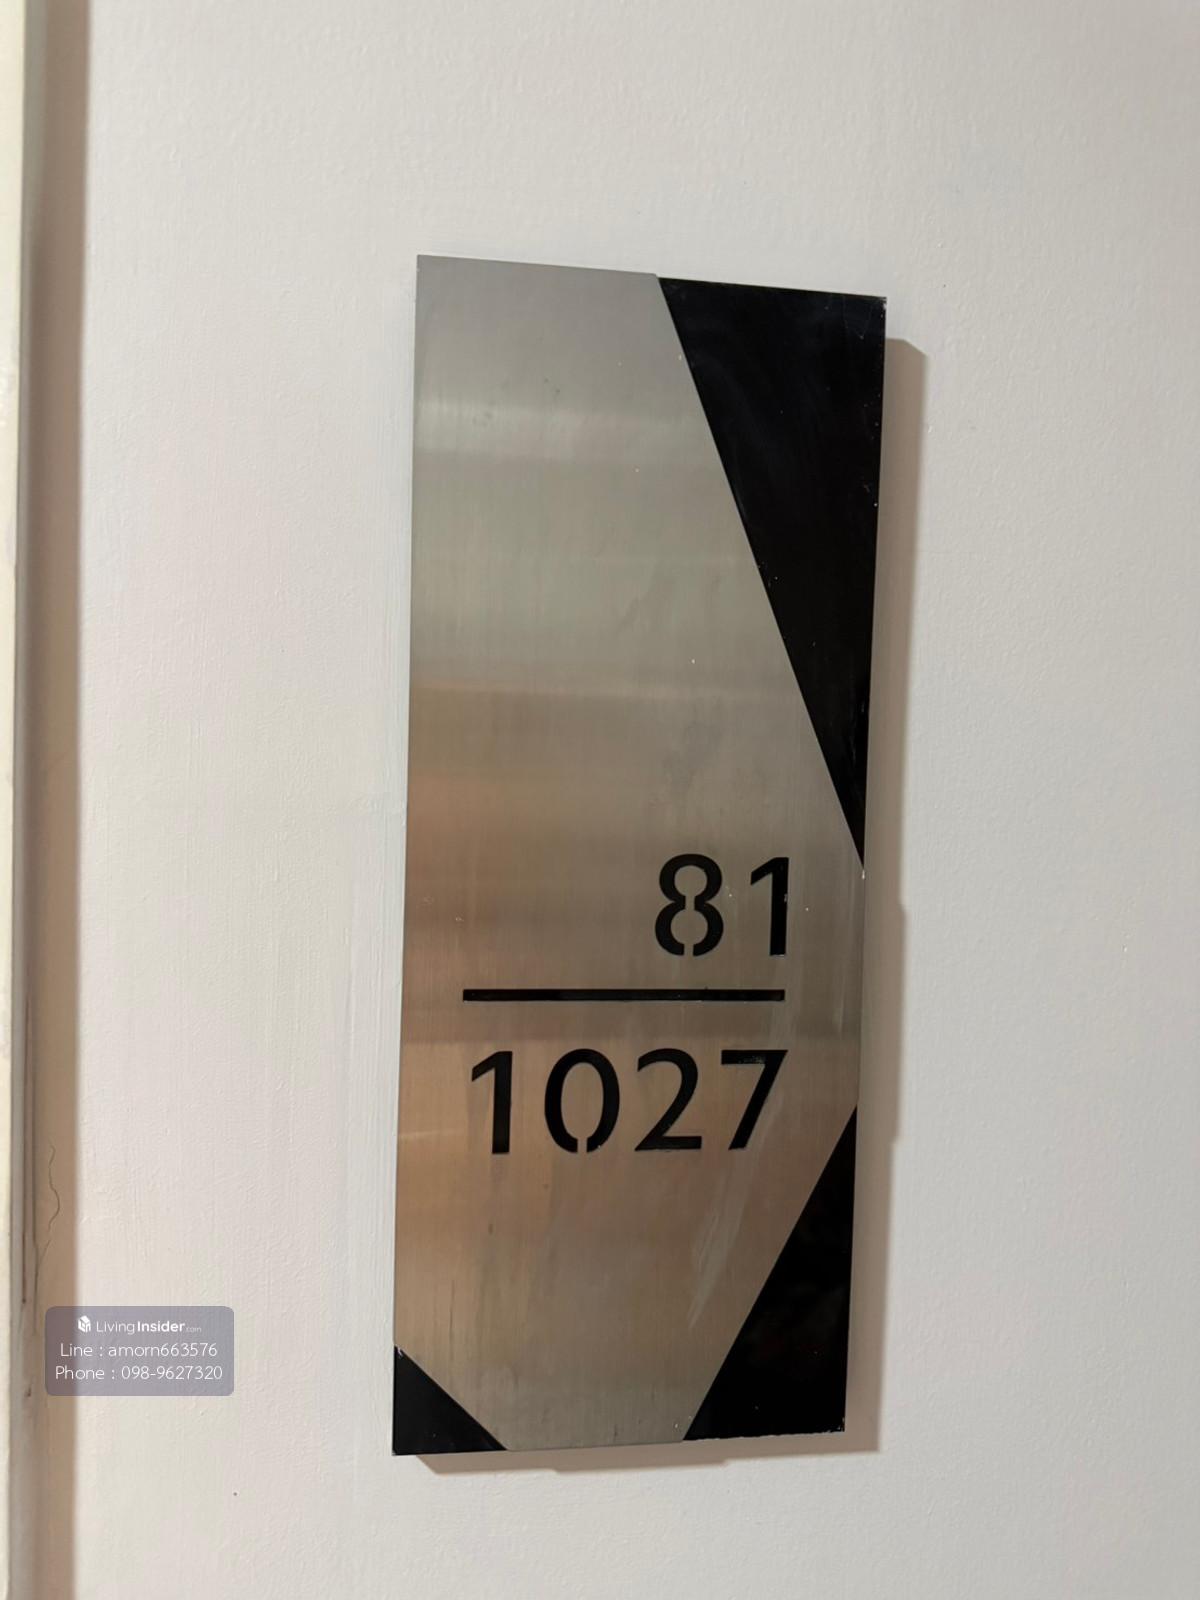 81
1027
LivingInsider.com
Line : amorn663576
Phone : 098-9627320